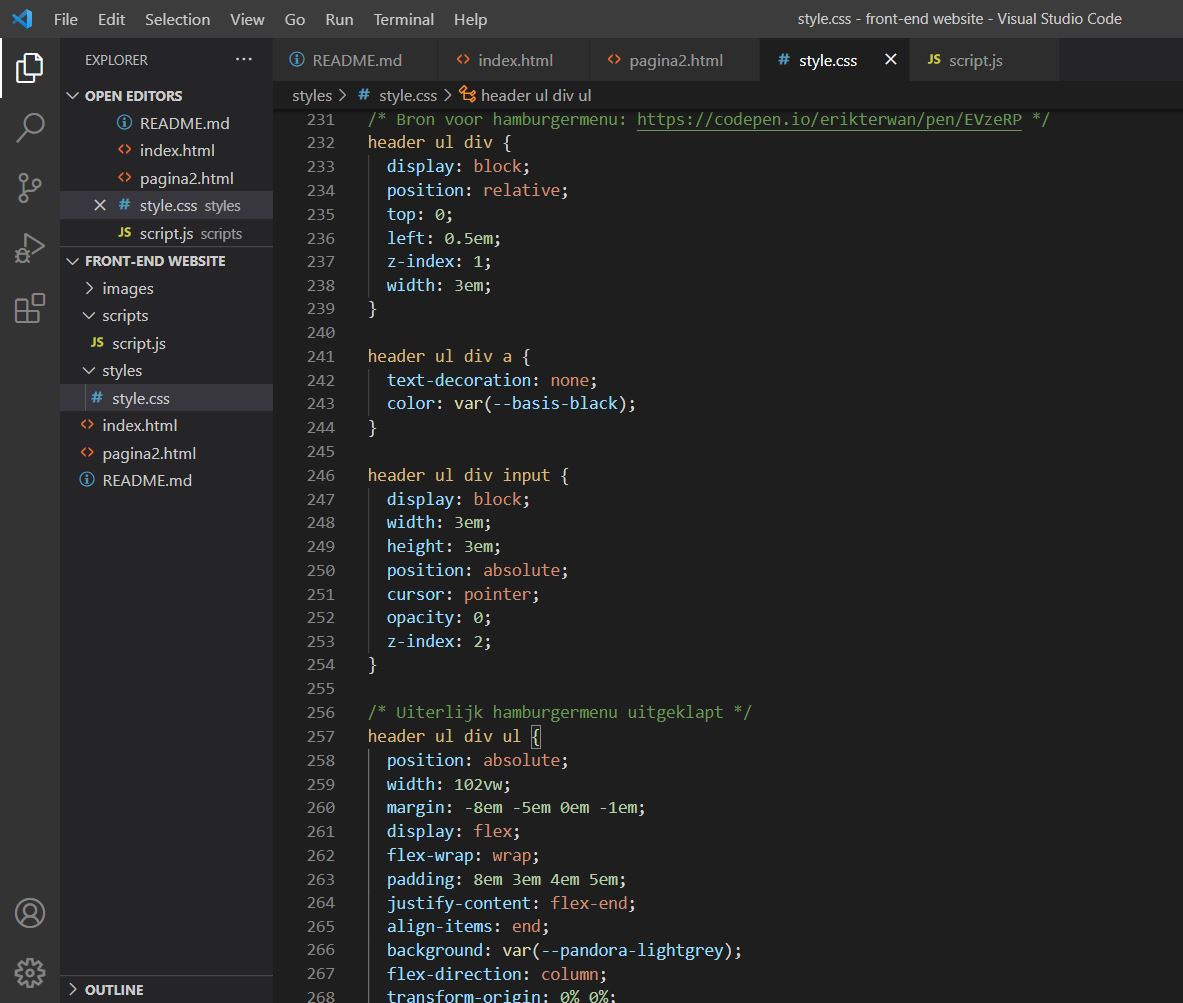 File Edit Selection View Go Run Terminal Help
style.css - front-end website - Visual Studio Code
EXPLORER ...
OPEN EDITORS
README.md
index.html
pagina2.html
# style.css styles
JS script.js scripts
FRONT-END WEBSITE
images
scripts
JS script.js
styles
# style.css
<> index.html
<> pagina2.html
README.md
OUTLINE
README.md <> index.html <> pagina2.html # style.css JS script.js
styles > # style.css > header ul div ul
231 /* Bron voor hamburgermenu: https://codepen.io/erikterwan/pen/EVzeRP */
232 header ul div {
233 display: block;
234 position: relative;
235 top: 0;
236 left: 0.5em;
237 z-index: 1;
238 width: 3em;
239 }
240
241 header ul div a {
242 text-decoration: none;
243 color: var(--basis-black);
244 }
245
246 header ul div input {
247 display: block;
248 width: 3em;
249 height: 3em;
250 position: absolute;
251 cursor: pointer;
252 opacity: 0;
253 z-index: 2;
254 }
255
256 /* Uiterlijk hamburgermenu uitgeklapt */
257 header ul div ul {
258 position: absolute;
259 width: 102vw;
260 margin: -8em -5em 0em -1em;
261 display: flex;
262 flex-wrap: wrap;
263 padding: 8em 3em 4em 5em;
264 justify-content: flex-end;
265 align-items: end;
266 background: var(--pandora-lightgrey);
267 flex-direction: column;
268 transform-origin: 0% 0%;